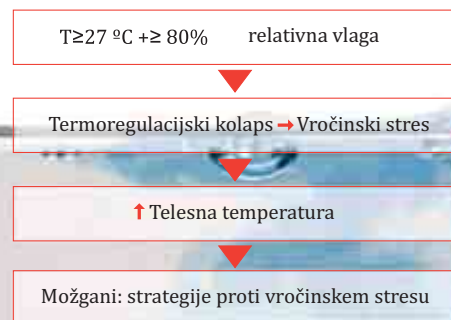 T≥27 ºC +≥ 80% relativna vlaga
Termoregulacijski kolaps → Vročinski stres
↑ Telesna temperatura
Možgani: strategije proti vročinskem stresu